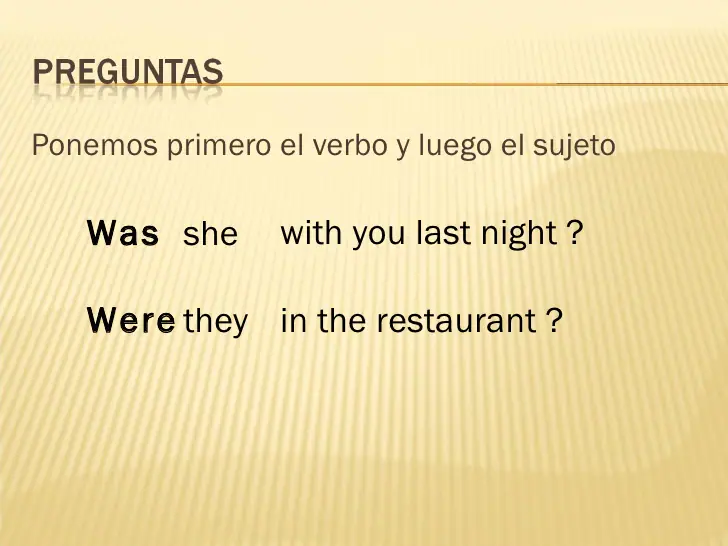 PREGUNTAS
Ponemos primero el verbo y luego el sujeto
Was she with you last night ?
Were they in the restaurant ?